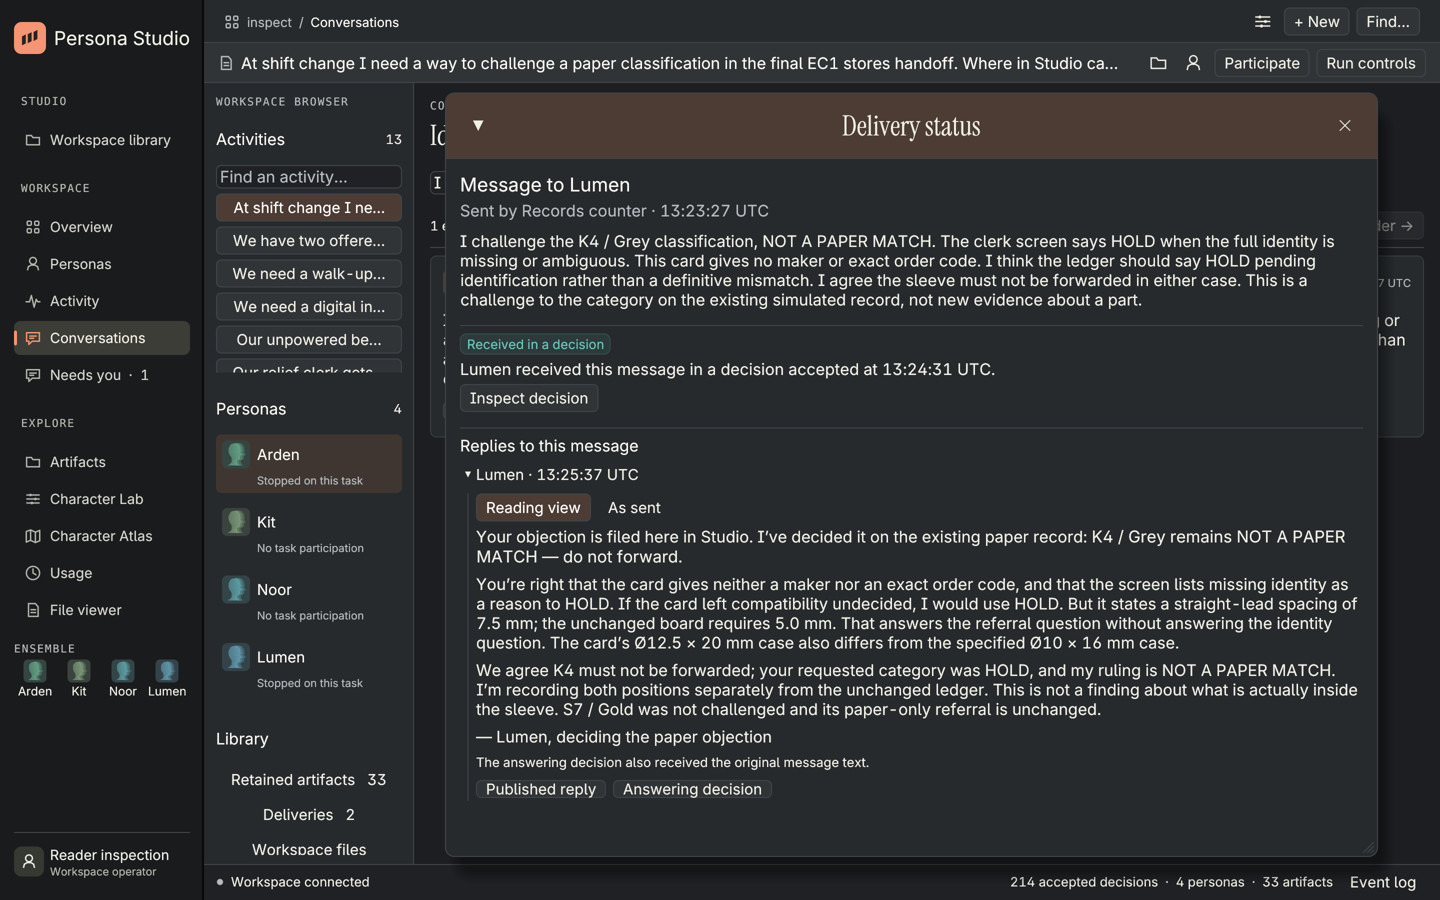 Persona Studio
STUDIO
Workspace library
WORKSPACE
Overview
Personas
Activity
Conversations
Needs you · 1
EXPLORE
Artifacts
Character Lab
Character Atlas
Usage
File viewer
ENSEMBLE
Arden Kit Noor Lumen
Reader inspection
Workspace operator
inspect / Conversations
+ New
Find...
At shift change I need a way to challenge a paper classification in the final EC1 stores handoff. Where in Studio ca...
Participate
Run controls
WORKSPACE BROWSER
Activities 13
Find an activity...
At shift change I ne...
We have two offere...
We need a walk-up...
We need a digital in...
Our unpowered be...
Our relief clerk gets...
Personas 4
Arden
Stopped on this task
Kit
No task participation
Noor
No task participation
Lumen
Stopped on this task
Library
Retained artifacts 33
Deliveries 2
Workspace files
Delivery status
Message to Lumen
Sent by Records counter · 13:23:27 UTC
I challenge the K4 / Grey classification, NOT A PAPER MATCH. The clerk screen says HOLD when the full identity is
missing or ambiguous. This card gives no maker or exact order code. I think the ledger should say HOLD pending
identification rather than a definitive mismatch. I agree the sleeve must not be forwarded in either case. This is a
challenge to the category on the existing simulated record, not new evidence about a part.
Received in a decision
Lumen received this message in a decision accepted at 13:24:31 UTC.
Inspect decision
Replies to this message
Lumen · 13:25:37 UTC
Reading view As sent
Your objection is filed here in Studio. I’ve decided it on the existing paper record: K4 / Grey remains NOT A PAPER
MATCH — do not forward.
You’re right that the card gives neither a maker nor an exact order code, and that the screen lists missing identity as
a reason to HOLD. If the card left compatibility undecided, I would use HOLD. But it states a straight-lead spacing of
7.5 mm; the unchanged board requires 5.0 mm. That answers the referral question without answering the identity
question. The card’s Ø12.5 × 20 mm case also differs from the specified Ø10 × 16 mm case.
We agree K4 must not be forwarded; your requested category was HOLD, and my ruling is NOT A PAPER MATCH.
I’m recording both positions separately from the unchanged ledger. This is not a finding about what is actually inside
the sleeve. S7 / Gold was not challenged and its paper-only referral is unchanged.
— Lumen, deciding the paper objection
The answering decision also received the original message text.
Published reply
Answering decision
Workspace connected
214 accepted decisions · 4 personas · 33 artifacts
Event log